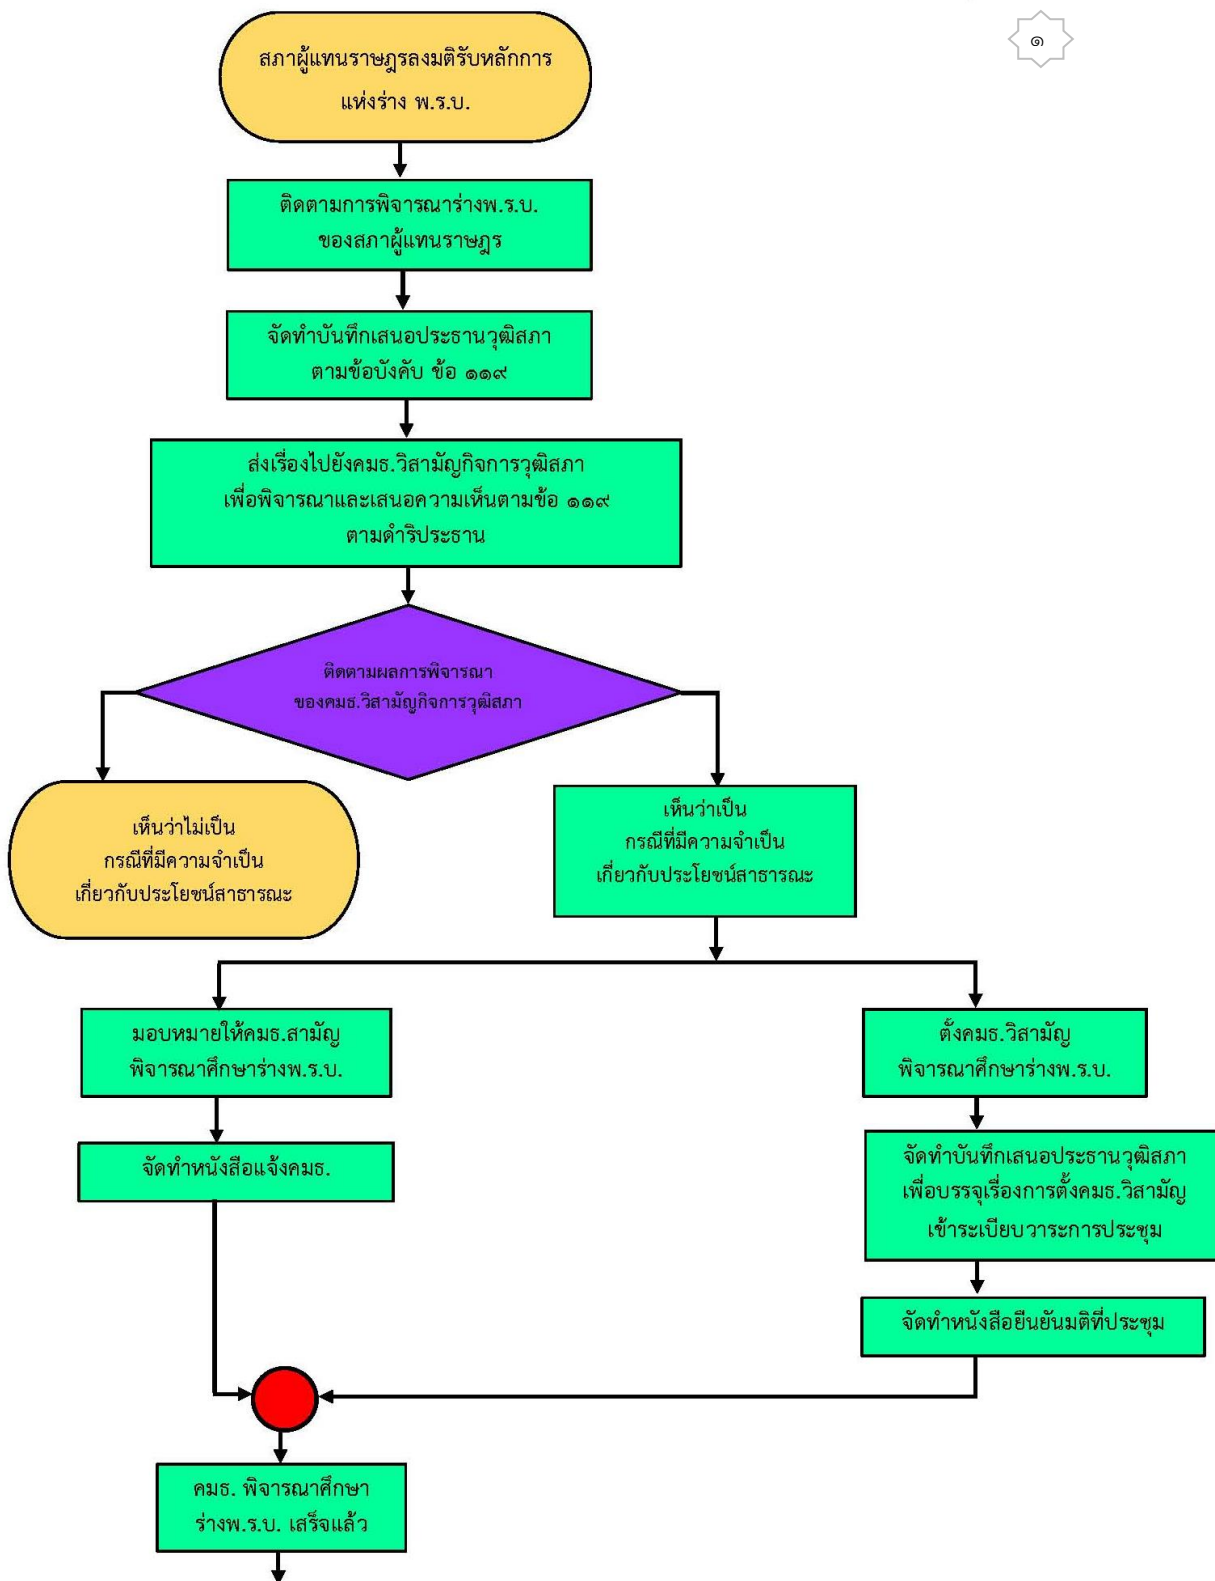 ๑
สภาผู้แทนราษฎรลงมติรับหลักการ
แห่งร่าง พ.ร.บ.
ติดตามการพิจารณาร่างพ.ร.บ.
ของสภาผู้แทนราษฎร
จัดทำบันทึกเสนอประธานวุฒิสภา
ตามข้อบังคับ ข้อ ๑๑๙
ส่งเรื่องไปยังคมธ.วิสามัญกิจการวุฒิสภา
เพื่อพิจารณาและเสนอความเห็นตามข้อ ๑๑๙
ตามดำริประธาน
ติดตามผลการพิจารณา
ของคมธ.วิสามัญกิจการวุฒิสภา
เห็นว่าไม่เป็น
กรณีที่มีความจำเป็น
เกี่ยวกับประโยชน์สาธารณะ
เห็นว่าเป็น
กรณีที่มีความจำเป็น
เกี่ยวกับประโยชน์สาธารณะ
มอบหมายให้คมธ.สามัญ
พิจารณาศึกษาร่างพ.ร.บ.
จัดทำหนังสือแจ้งคมธ.
ตั้งคมธ.วิสามัญ
พิจารณาศึกษาร่างพ.ร.บ.
จัดทำบันทึกเสนอประธานวุฒิสภา
เพื่อบรรจุเรื่องการตั้งคมธ.วิสามัญ
เข้าระเบียบวาระการประชุม
จัดทำหนังสือยืนยันมติที่ประชุม
คมธ. พิจารณาศึกษา
ร่างพ.ร.บ. เสร็จแล้ว